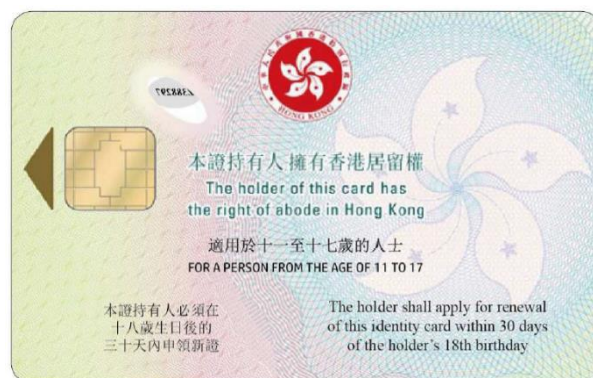 Z388297
HONG KONG
本證持有人擁有香港居留權
The holder of this card has
the right of abode in Hong Kong
適用於十一至十七歲的人士
FOR A PERSON FROM THE AGE OF 11 TO 17
本證持有人必須在
十八歲生日後的
三十天內申領新證
The holder shall apply for renewal
of this identity card within 30 days
of the holder's 18th birthday